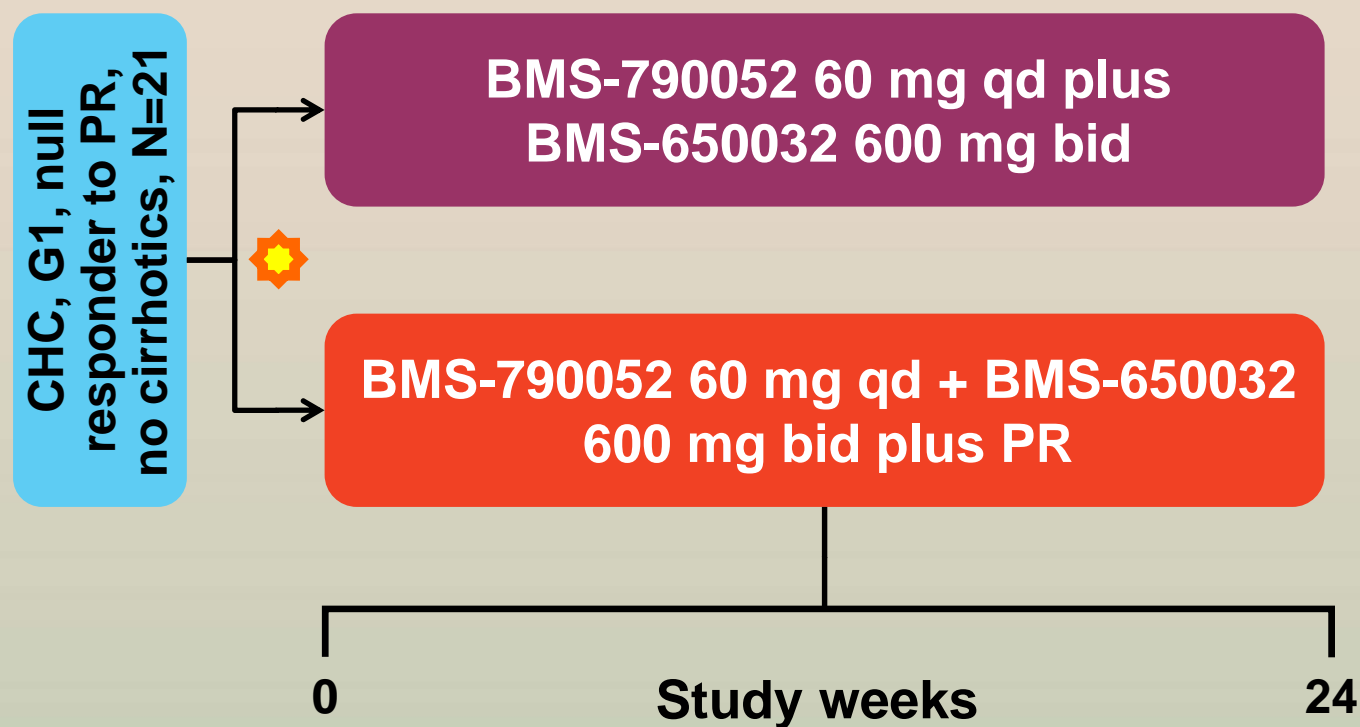 CHC, G1, null
responder to PR,
no cirrhotics, N=21
BMS-790052 60 mg qd plus
BMS-650032 600 mg bid
BMS-790052 60 mg qd + BMS-650032
600 mg bid plus PR
0
Study weeks
24